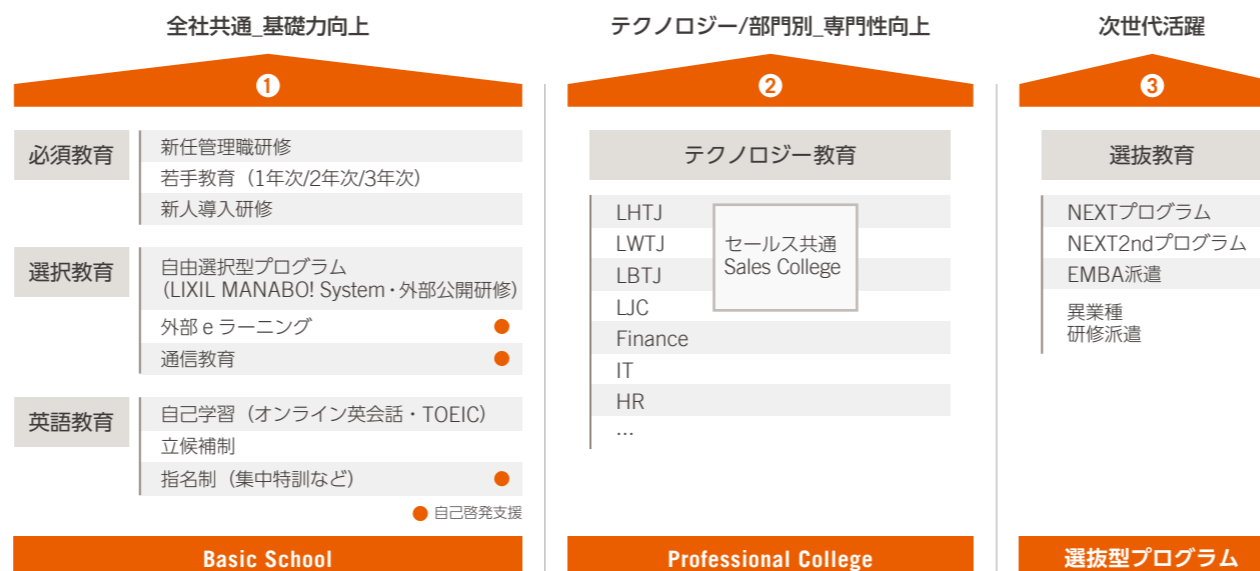 全社共通_基礎力向上
❶
必須教育
新任管理職研修
若手教育（1年次/2年次/3年次）
新人導入研修
選択教育
自由選択型プログラム
（LIXIL MANABO! System・外部公開研修）
外部 e ラーニング
通信教育
英語教育
自己学習（オンライン英会話・TOEIC）
立候補制
指名制（集中特訓など）
自己啓発支援
Basic School
テクノロジー/部門別_専門性向上
❷
テクノロジー教育
LHTJ
LWTJ
LBTJ
LJC
Finance
IT
HR
…
セールス共通
Sales College
Professional College
次世代活躍
❸
選抜教育
NEXTプログラム
NEXT2ndプログラム
EMBA派遣
異業種
研修派遣
選抜型プログラム